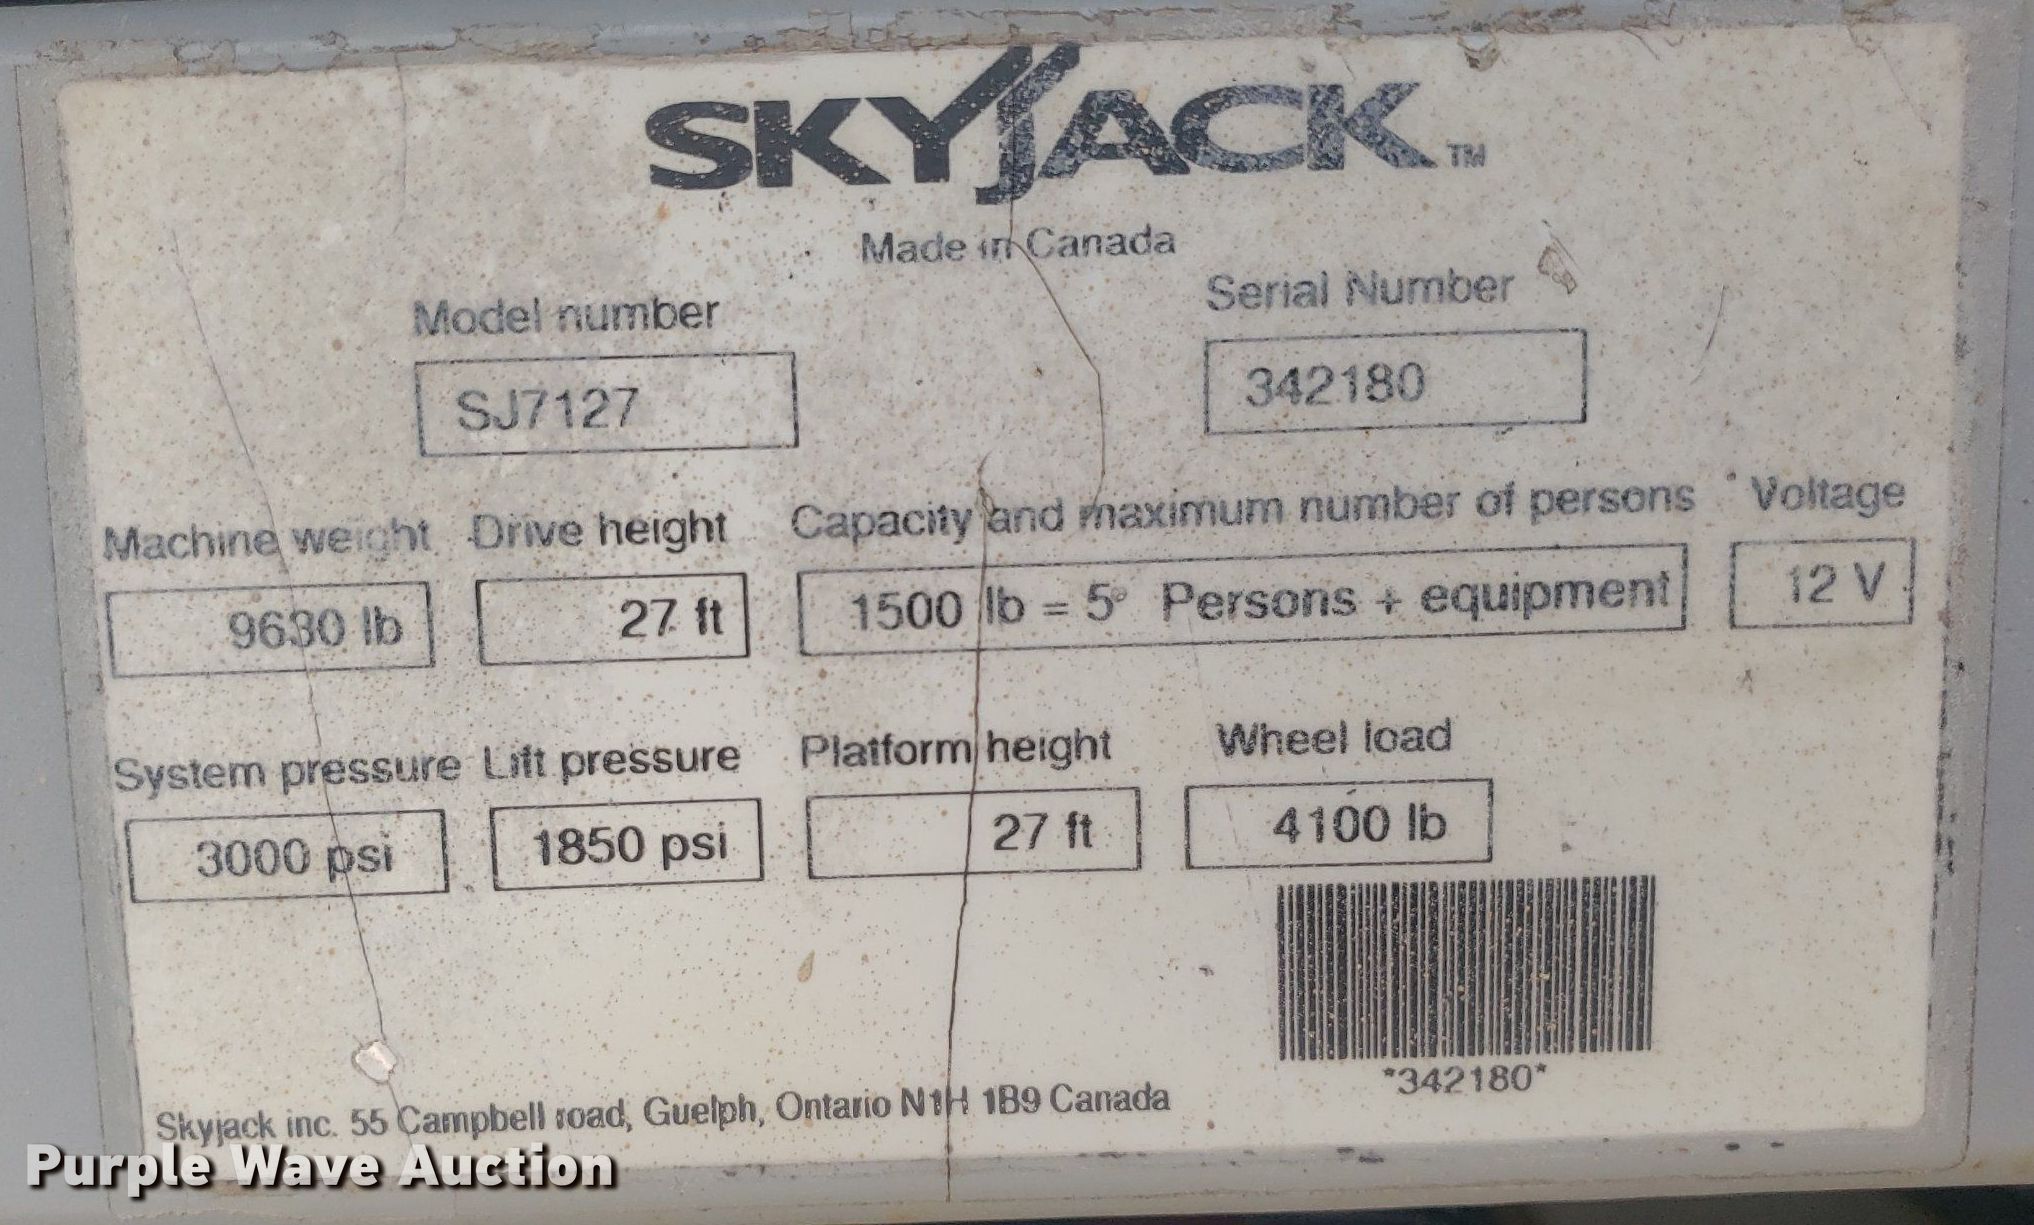 SKYJACK™
Made in Canada
Model number
Serial Number
SJ7127
342180
Machine weight Drive height Capacity and maximum number of persons Voltage
9630 lb 27 ft 1500 lb = 5 Persons + equipment 12 V
System pressure Lift pressure Platform height Wheel load
3000 psi 1850 psi 27 ft 4100 lb
*342180*
Skyjack inc. 55 Campbell road, Guelph, Ontario N1H 1B9 Canada
Purple Wave Auction